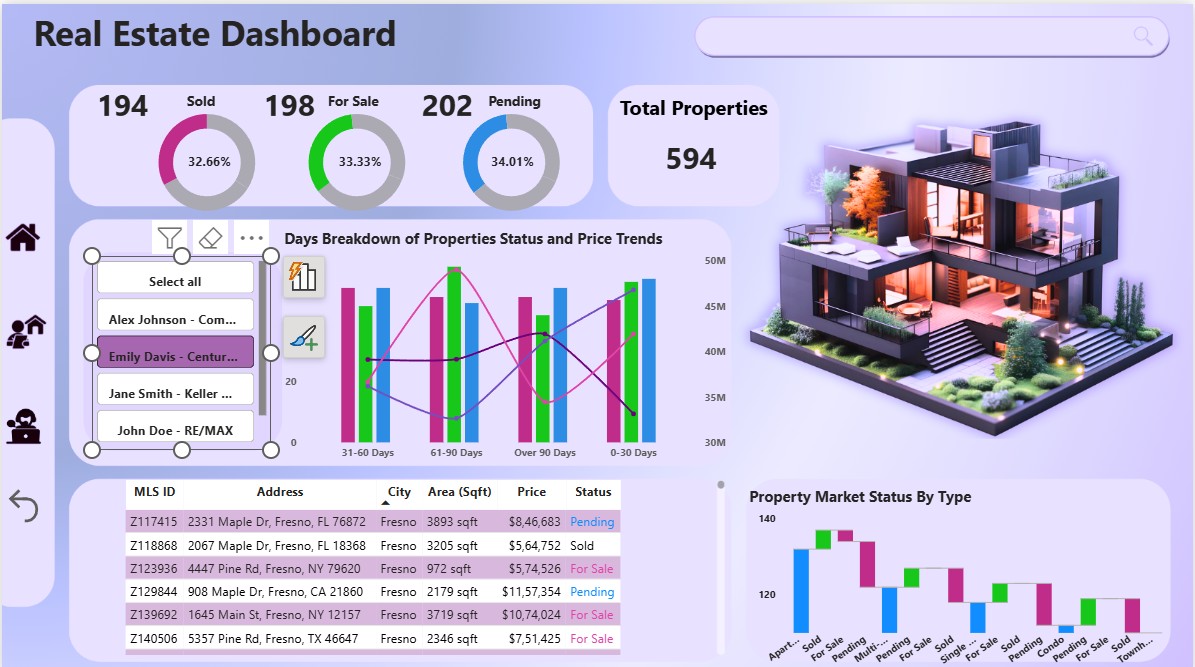 Real Estate Dashboard
194 Sold 198 For Sale 202 Pending
32.66% 33.33% 34.01%
Total Properties
594
Select all
Alex Johnson - Com...
Emily Davis - Centur...
Jane Smith - Keller ...
John Doe - RE/MAX
Days Breakdown of Properties Status and Price Trends
50M
45M
40M
35M
30M
20
0
31-60 Days 61-90 Days Over 90 Days 0-30 Days
MLS ID Address City Area (Sqft) Price Status
Z117415 2331 Maple Dr, Fresno, FL 76872 Fresno 3893 sqft $8,46,683 Pending
Z118868 2067 Maple Dr, Fresno, FL 18368 Fresno 3205 sqft $5,64,752 Sold
Z123936 4447 Pine Rd, Fresno, NY 79620 Fresno 972 sqft $5,74,526 For Sale
Z129844 908 Maple Dr, Fresno, CA 21860 Fresno 2179 sqft $11,57,354 Pending
Z139692 1645 Main St, Fresno, NY 12157 Fresno 3719 sqft $10,74,024 For Sale
Z140506 5357 Pine Rd, Fresno, TX 46647 Fresno 2346 sqft $7,51,425 For Sale
Property Market Status By Type
140
120
Apart... Sold For Sale Pending Multi-... Pending For Sale Sold Single ... For Sale Sold Pending Condo Pending For Sale Sold Townh...